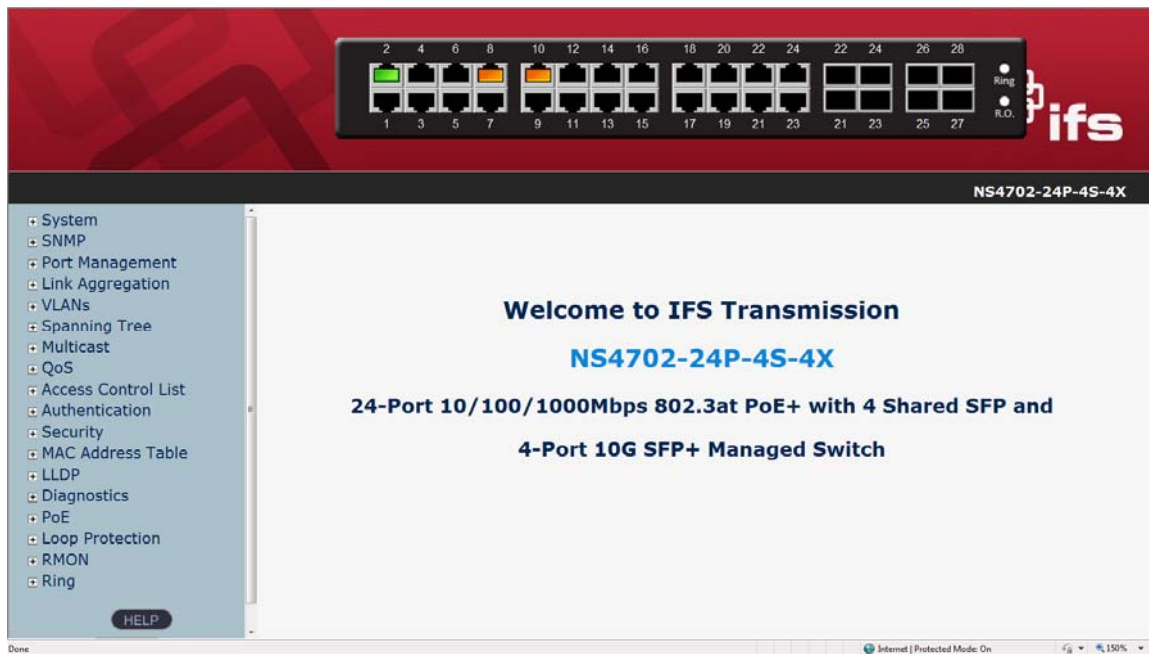 2 4 6 8 10 12 14 16 18 20 22 24 22 24 26 28
Ring
R.O.
1 3 5 7 9 11 13 15 17 19 21 23 21 23 25 27
ifs
NS4702-24P-4S-4X
System
SNMP
Port Management
Link Aggregation
VLANs
Spanning Tree
Multicast
QoS
Access Control List
Authentication
Security
MAC Address Table
LLDP
Diagnostics
PoE
Loop Protection
RMON
Ring
HELP
Welcome to IFS Transmission
NS4702-24P-4S-4X
24-Port 10/100/1000Mbps 802.3at PoE+ with 4 Shared SFP and
4-Port 10G SFP+ Managed Switch
Done
Internet | Protected Mode: On
150%